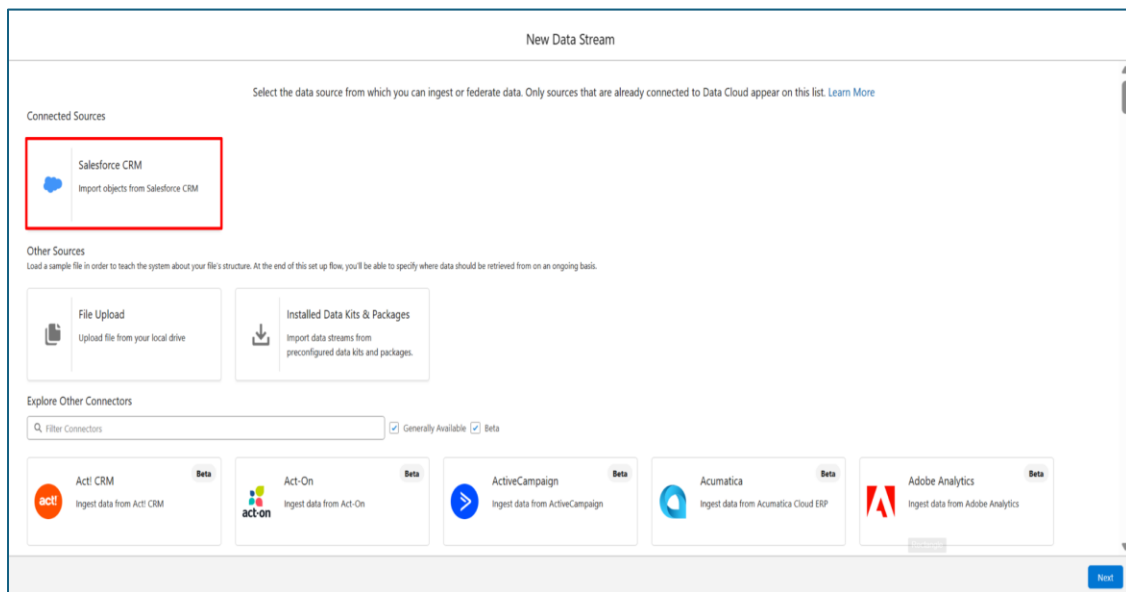 New Data Stream
Select the data source from which you can ingest or federate data. Only sources that are already connected to Data Cloud appear on this list. Learn More
Connected Sources
Salesforce CRM
Import objects from Salesforce CRM
Other Sources
Load a sample file in order to teach the system about your file's structure. At the end of this set up flow, you'll be able to specify where data should be retrieved from on an ongoing basis.
File Upload
Upload file from your local drive
Installed Data Kits & Packages
Import data streams from
preconfigured data kits and packages.
Explore Other Connectors
Filter Connectors
Generally Available
Beta
Act! CRM
Beta
Ingest data from Act! CRM
act!
Act-On
Beta
Ingest data from Act-On
act-on
ActiveCampaign
Beta
Ingest data from ActiveCampaign
Acumatica
Beta
Ingest data from Acumatica Cloud ERP
Adobe Analytics
Beta
Ingest data from Adobe Analytics
Next